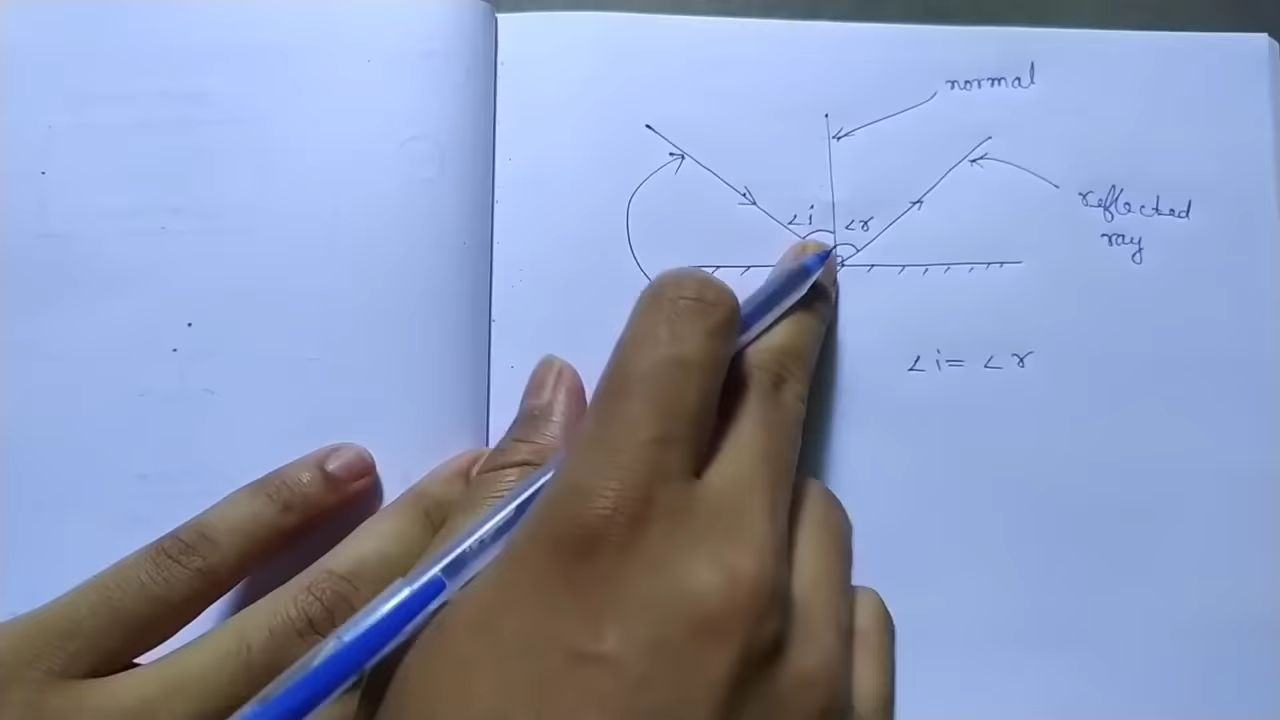 normal
∠i ∠r
reflected
ray
∠i = ∠r